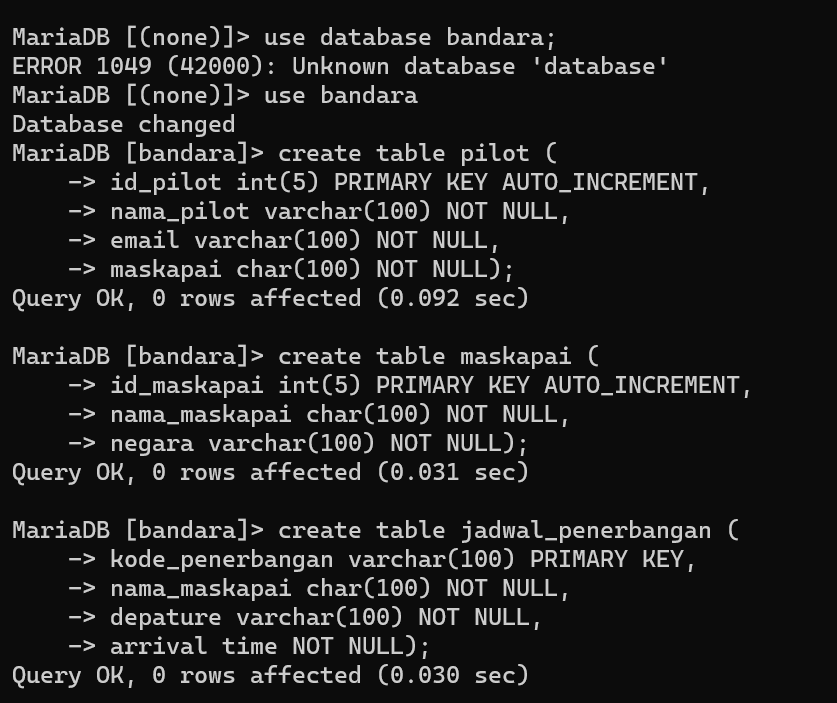 MariaDB [(none)]> use database bandara;
ERROR 1049 (42000): Unknown database 'database'
MariaDB [(none)]> use bandara
Database changed
MariaDB [bandara]> create table pilot (
    -> id_pilot int(5) PRIMARY KEY AUTO_INCREMENT,
    -> nama_pilot varchar(100) NOT NULL,
    -> email varchar(100) NOT NULL,
    -> maskapai char(100) NOT NULL);
Query OK, 0 rows affected (0.092 sec)

MariaDB [bandara]> create table maskapai (
    -> id_maskapai int(5) PRIMARY KEY AUTO_INCREMENT,
    -> nama_maskapai char(100) NOT NULL,
    -> negara varchar(100) NOT NULL);
Query OK, 0 rows affected (0.031 sec)

MariaDB [bandara]> create table jadwal_penerbangan (
    -> kode_penerbangan varchar(100) PRIMARY KEY,
    -> nama_maskapai char(100) NOT NULL,
    -> depature varchar(100) NOT NULL,
    -> arrival time NOT NULL);
Query OK, 0 rows affected (0.030 sec)